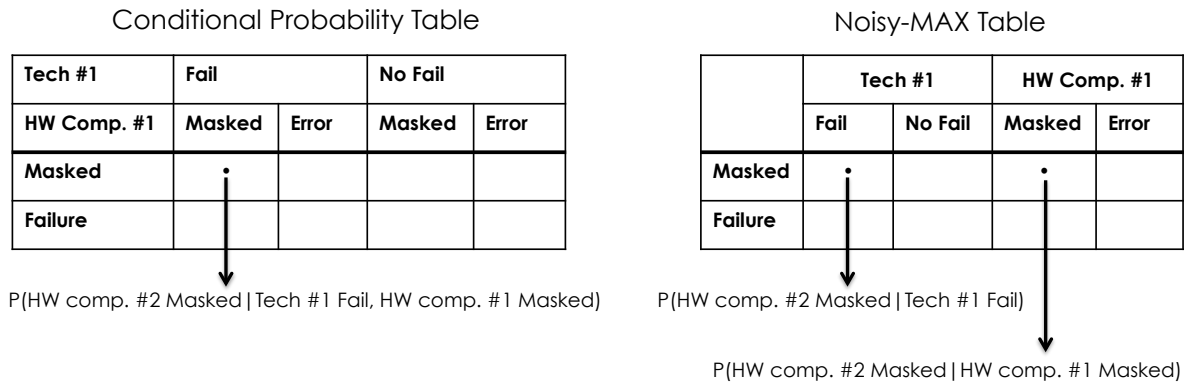 Conditional Probability Table
Tech #1 Fail No Fail
HW Comp. #1 Masked Error Masked Error
Masked
Failure
P(HW comp. #2 Masked|Tech #1 Fail, HW comp. #1 Masked)
Noisy-MAX Table
Tech #1 HW Comp. #1
Fail No Fail Masked Error
Masked
Failure
P(HW comp. #2 Masked|Tech #1 Fail)
P(HW comp. #2 Masked|HW comp. #1 Masked)